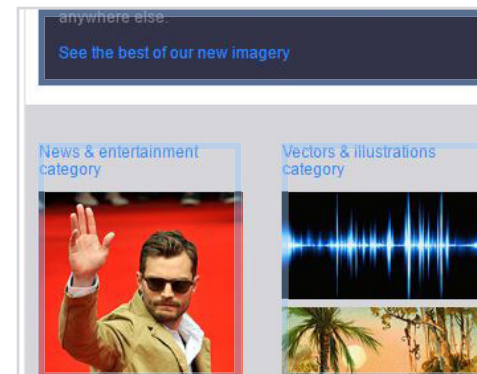 anywhere else.
See the best of our new imagery
News & entertainment
category
Vectors & illustrations
category